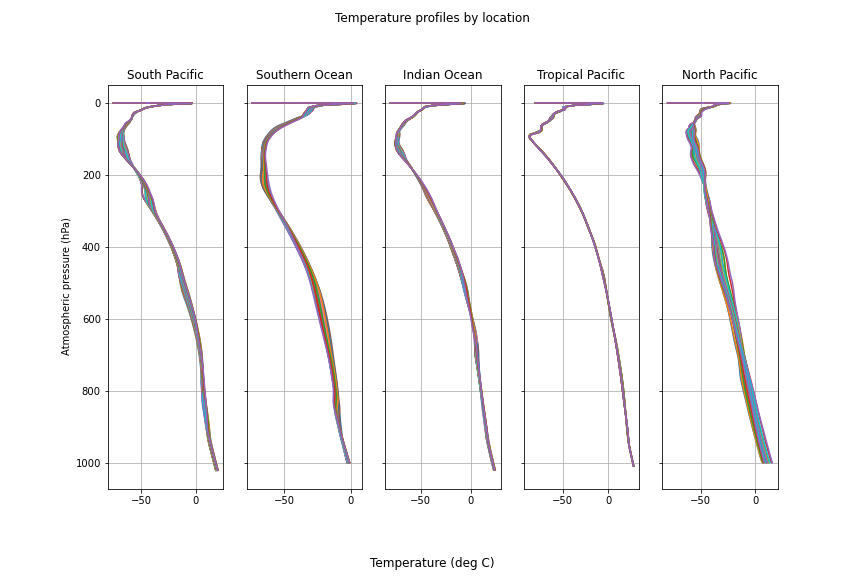 Temperature profiles by location
South Pacific
Southern Ocean
Indian Ocean
Tropical Pacific
North Pacific
Atmospheric pressure (hPa)
0
200
400
600
800
1000
−50
0
−50
0
−50
0
−50
0
−50
0
Temperature (deg C)